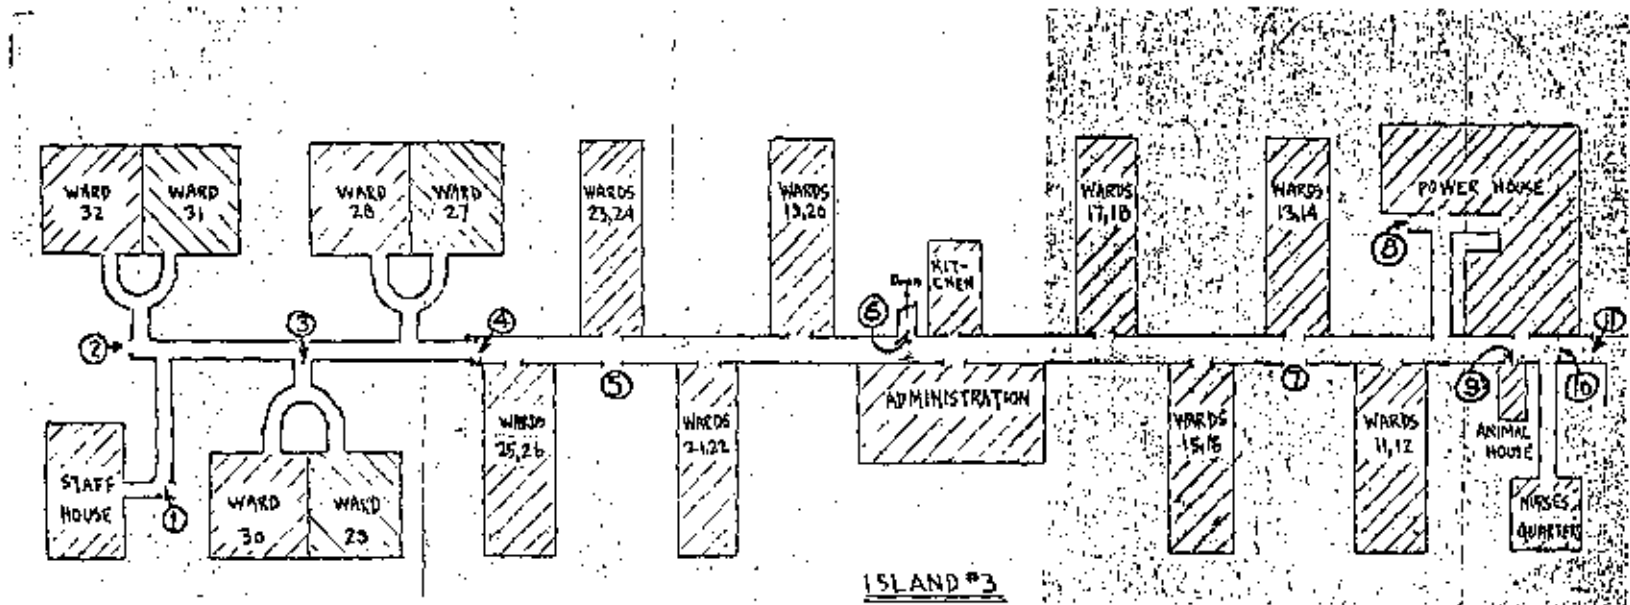 WARD
32
WARD
31
WARD
28
WARD
27
WARDS
23,24
WARDS
19,20
Down
KIT-
CHEN
WARDS
17,18
WARDS
13,14
POWER HOUSE
8
11
3
4
6
2
5
7
9
10
ADMINISTRATION
WARDS
25,26
WARDS
21,22
WARDS
WARDS
11,12
ANIMAL
HOUSE
STAFF
HOUSE
1
WARD
30
WARD
29
NURSES
QUARTER
ISLAND #3